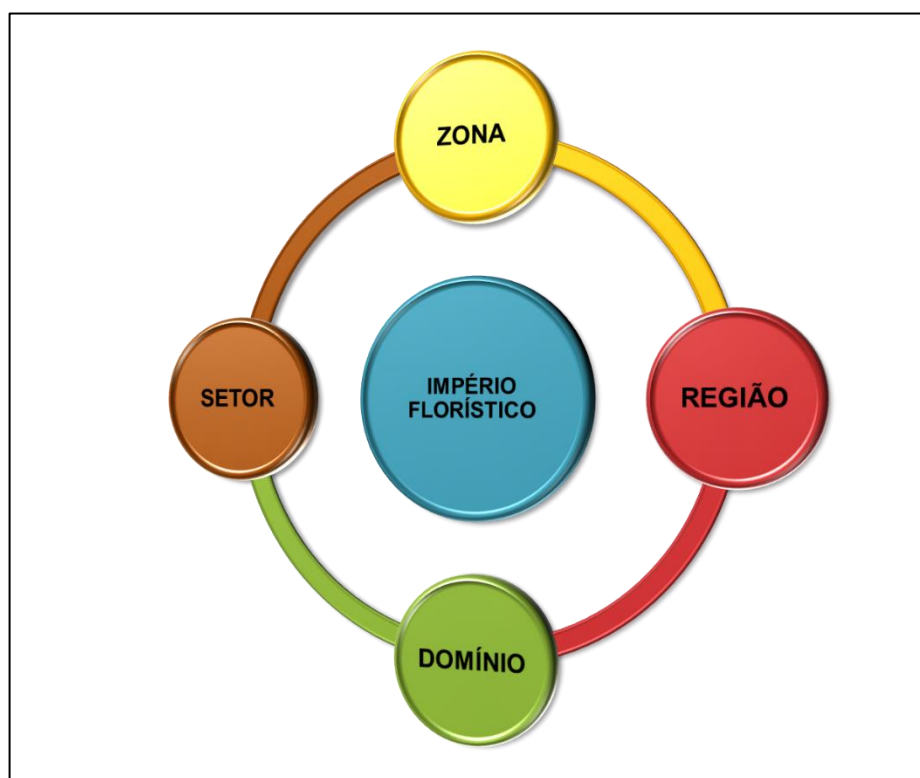 ZONA
SETOR
IMPÉRIO
FLORÍSTICO
REGIÃO
DOMÍNIO